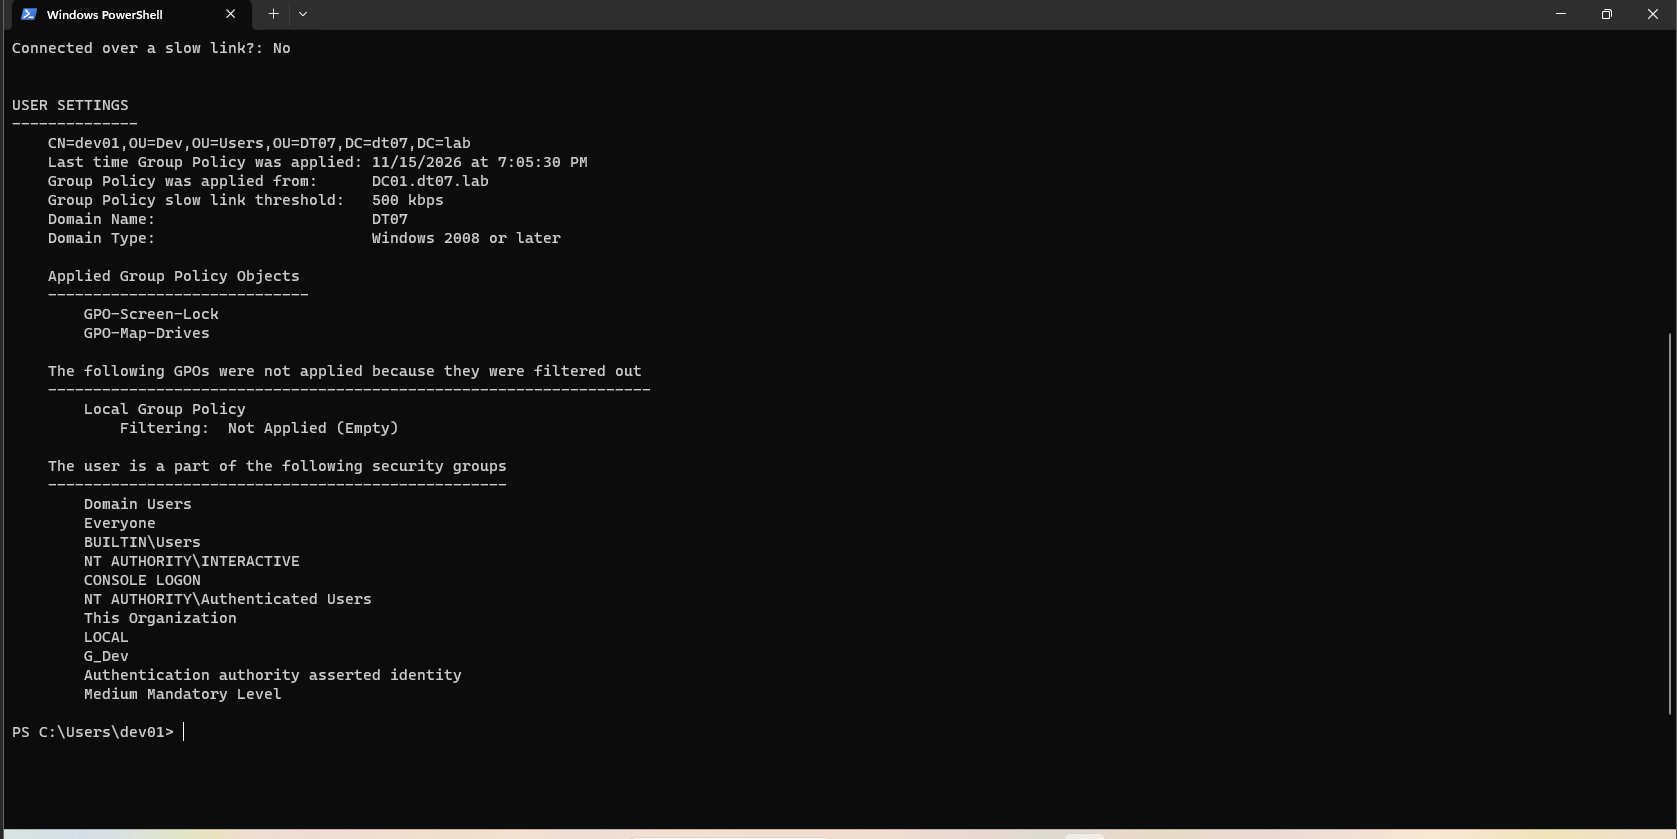 Windows PowerShell
Connected over a slow link?: No
USER SETTINGS
--------------
CN=dev01,OU=Dev,OU=Users,OU=DT07,DC=dt07,DC=lab
Last time Group Policy was applied: 11/15/2026 at 7:05:30 PM
Group Policy was applied from:      DC01.dt07.lab
Group Policy slow link threshold:   500 kbps
Domain Name:                        DT07
Domain Type:                        Windows 2008 or later
Applied Group Policy Objects
-----------------------------
GPO-Screen-Lock
GPO-Map-Drives
The following GPOs were not applied because they were filtered out
-------------------------------------------------------------------
Local Group Policy
Filtering:  Not Applied (Empty)
The user is a part of the following security groups
---------------------------------------------------
Domain Users
Everyone
BUILTIN\Users
NT AUTHORITY\INTERACTIVE
CONSOLE LOGON
NT AUTHORITY\Authenticated Users
This Organization
LOCAL
G_Dev
Authentication authority asserted identity
Medium Mandatory Level
PS C:\Users\dev01>